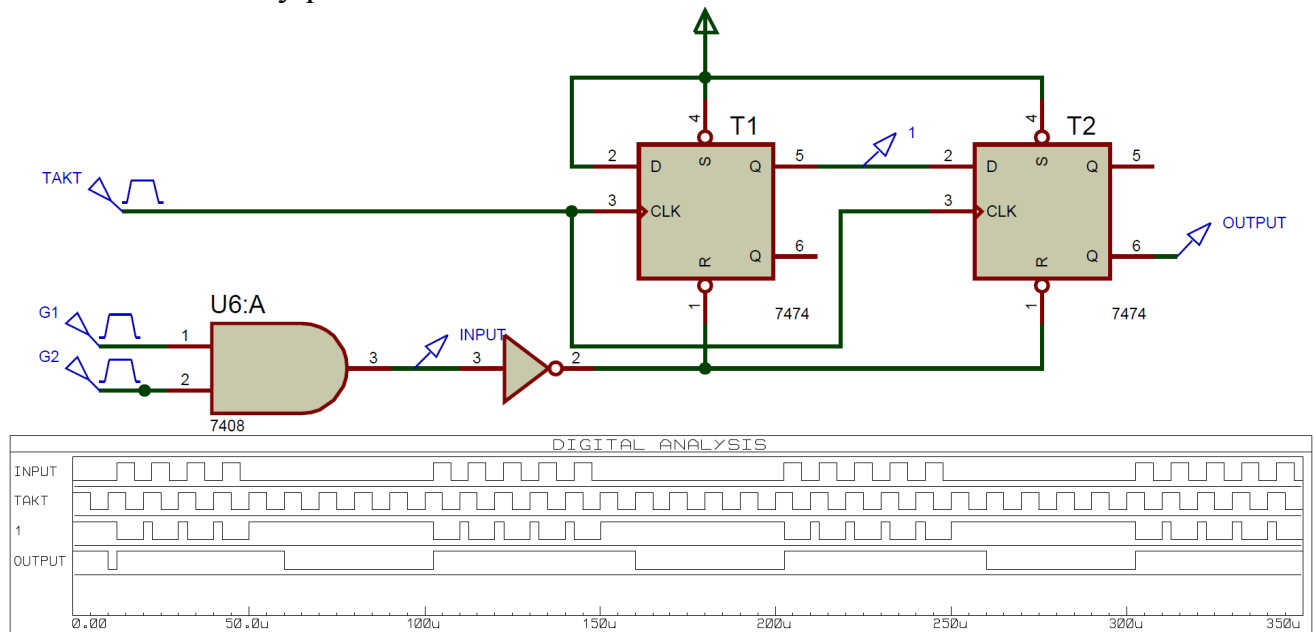 T1
T2
4
4
1
2
D
S
Q
5
2
D
S
Q
5
TAKT
3
CLK
3
CLK
OUTPUT
R
Q
6
R
Q
6
U6:A
1
7474
1
7474
G1
1
INPUT
G2
2
3
3
2
7408
DIGITAL ANALYSIS
INPUT
TAKT
1
OUTPUT
0.00 50.0u 100u 150u 200u 250u 300u 350u